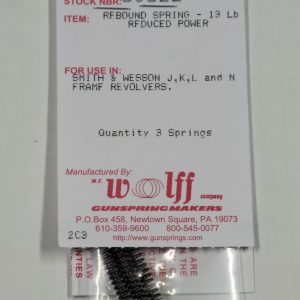 STOCK NBR:
ITEM: REBOUND SPRING - 13 Lb
REDUCED POWER
FOR USE IN:
SMITH & WESSON J,K,L and N
FRAME REVOLVERS.
Quantity 3 Springs
Manufactured By:
W.C.
Wolff
company
GUNSPRINGMAKERS
P.O.Box 458, Newtown Square, PA 19073
610-359-9600 800-545-0077
http://www.gunsprings.com
2C3